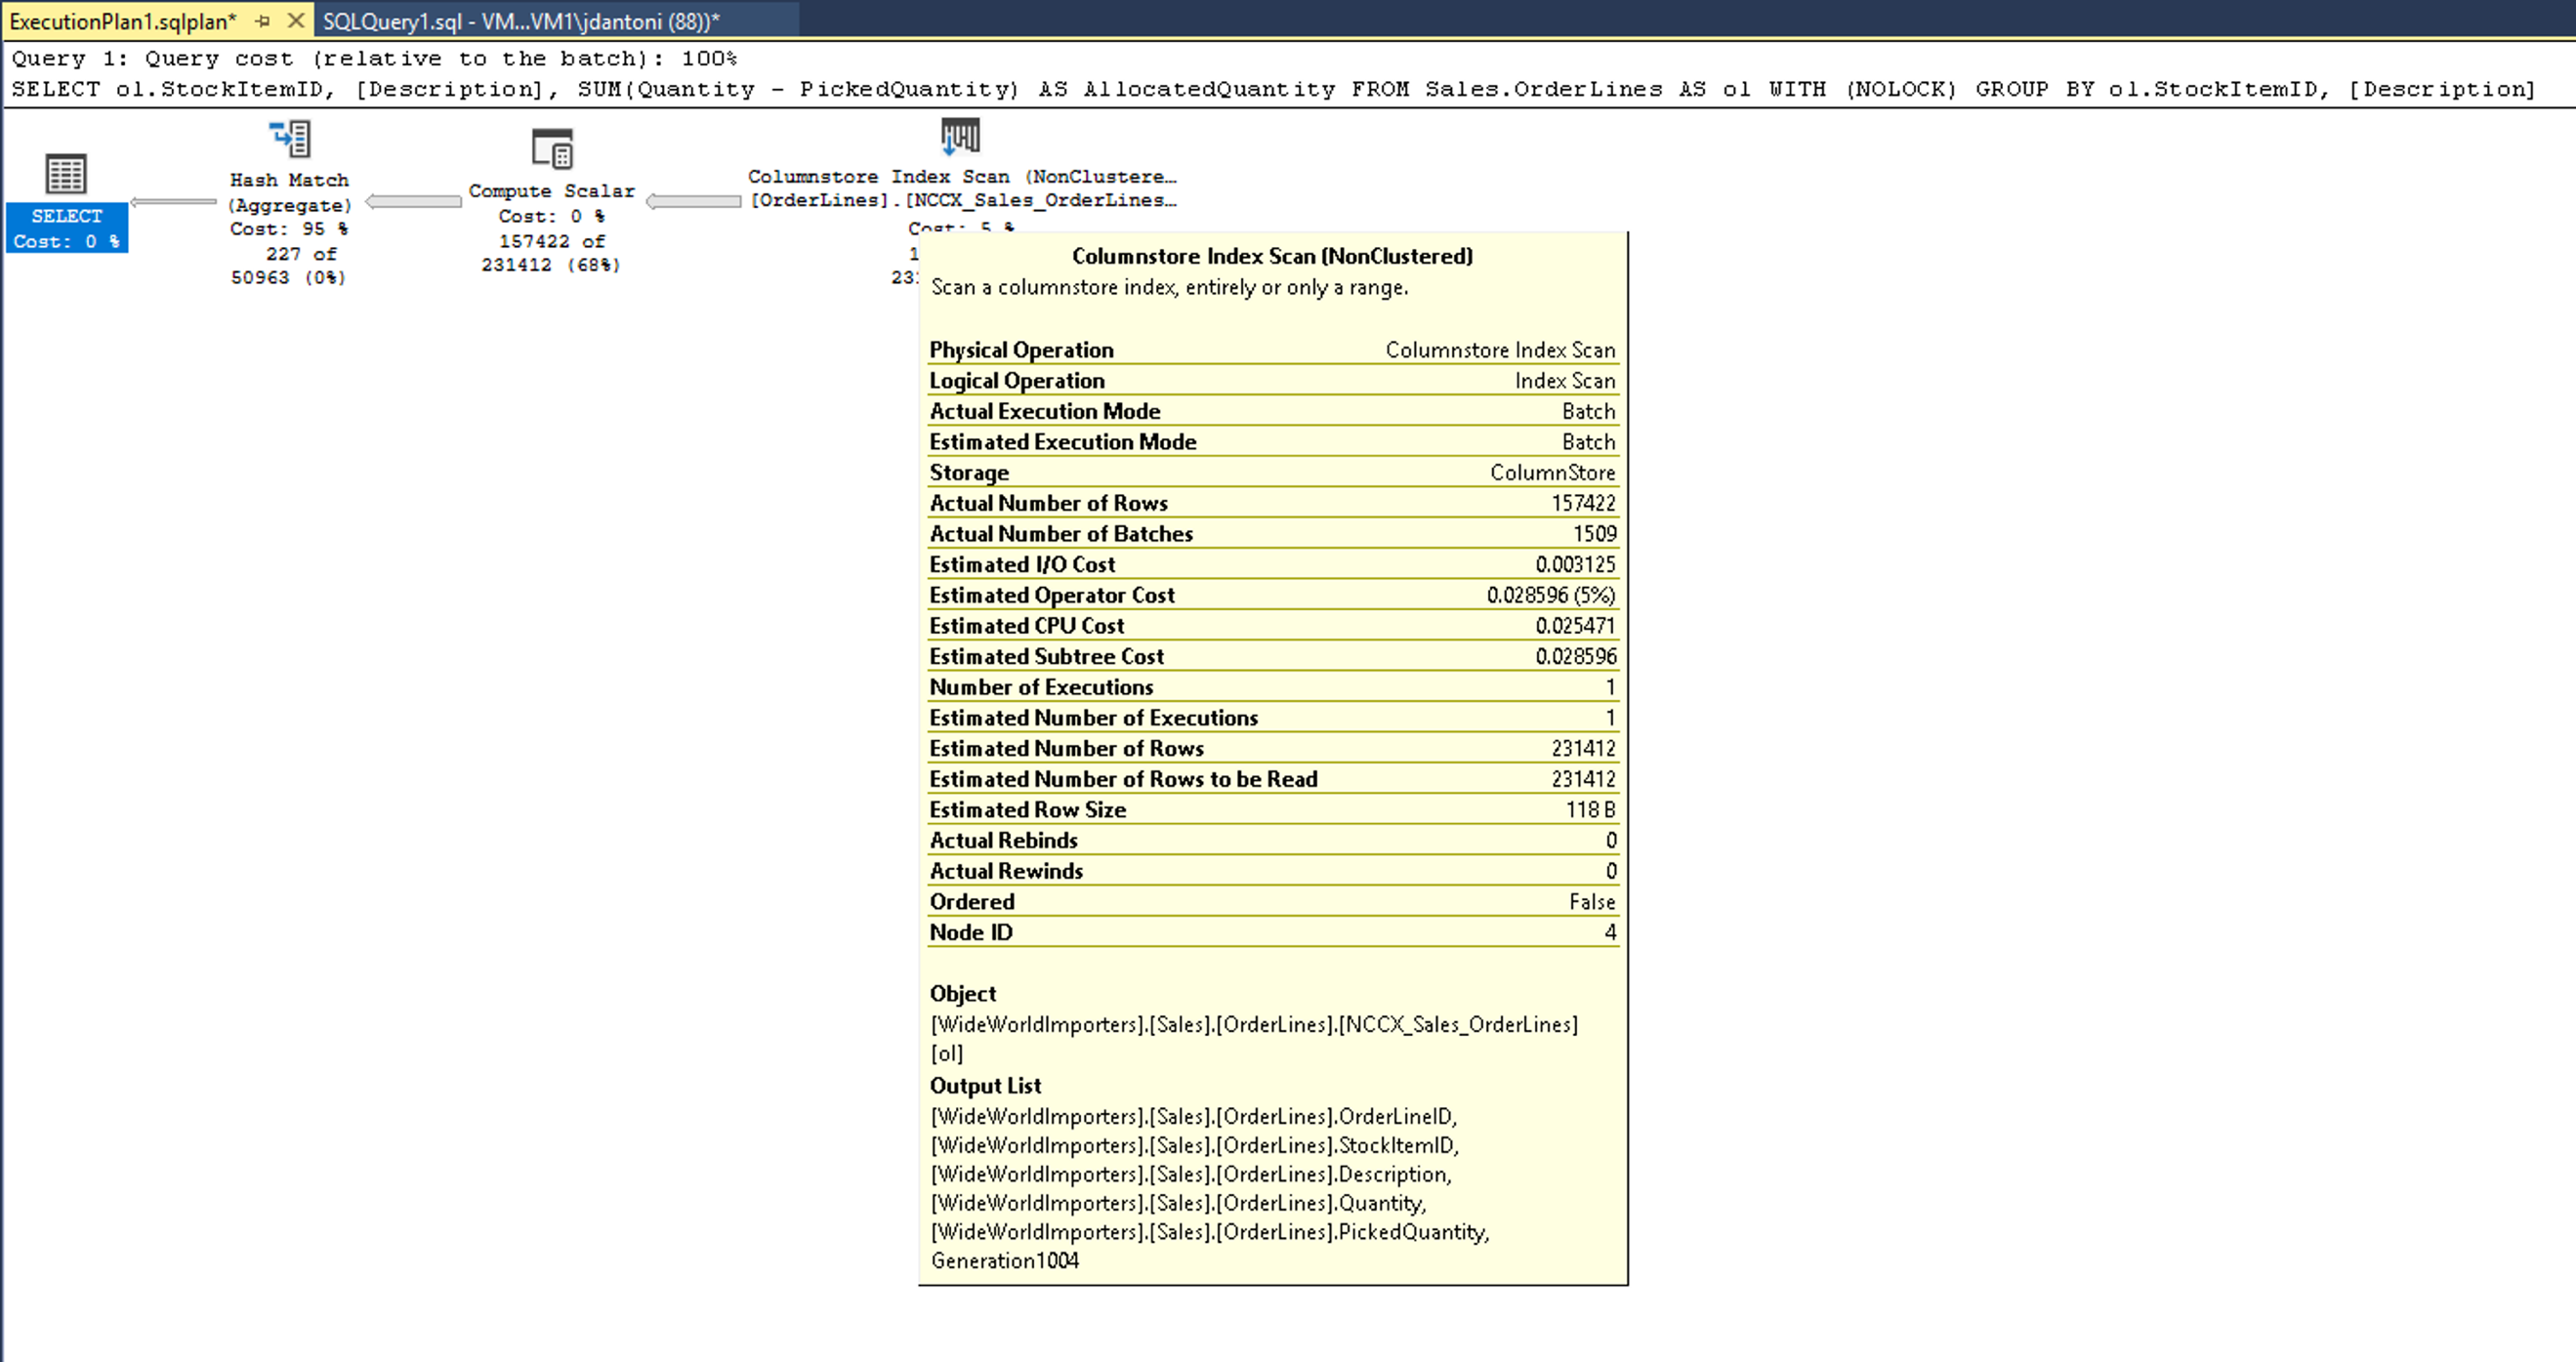 ExecutionPlan1.sqlplan*
SQLQuery1.sql - VM...VM1\jdantoni (88))*
Query 1: Query cost (relative to the batch): 100%
SELECT ol.StockItemID, [Description], SUM(Quantity - PickedQuantity) AS AllocatedQuantity FROM Sales.OrderLines AS ol WITH (NOLOCK) GROUP BY ol.StockItemID, [Description]
SELECT
Cost: 0 %
Hash Match
(Aggregate)
Cost: 95 %
227 of
50963 (0%)
Compute Scalar
Cost: 0 %
157422 of
231412 (68%)
Columnstore Index Scan (NonClustere…
[OrderLines].[NCCX_Sales_OrderLines…
Cost: 5 %
1
231
Columnstore Index Scan (NonClustered)
Scan a columnstore index, entirely or only a range.
Physical Operation Columnstore Index Scan
Logical Operation Index Scan
Actual Execution Mode Batch
Estimated Execution Mode Batch
Storage ColumnStore
Actual Number of Rows 157422
Actual Number of Batches 1509
Estimated I/O Cost 0.003125
Estimated Operator Cost 0.028596 (5%)
Estimated CPU Cost 0.025471
Estimated Subtree Cost 0.028596
Number of Executions 1
Estimated Number of Executions 1
Estimated Number of Rows 231412
Estimated Number of Rows to be Read 231412
Estimated Row Size 118 B
Actual Rebinds 0
Actual Rewinds 0
Ordered False
Node ID 4
Object
[WideWorldImporters].[Sales].[OrderLines].[NCCX_Sales_OrderLines]
[ol]
Output List
[WideWorldImporters].[Sales].[OrderLines].OrderLineID,
[WideWorldImporters].[Sales].[OrderLines].StockItemID,
[WideWorldImporters].[Sales].[OrderLines].Description,
[WideWorldImporters].[Sales].[OrderLines].Quantity,
[WideWorldImporters].[Sales].[OrderLines].PickedQuantity,
Generation1004